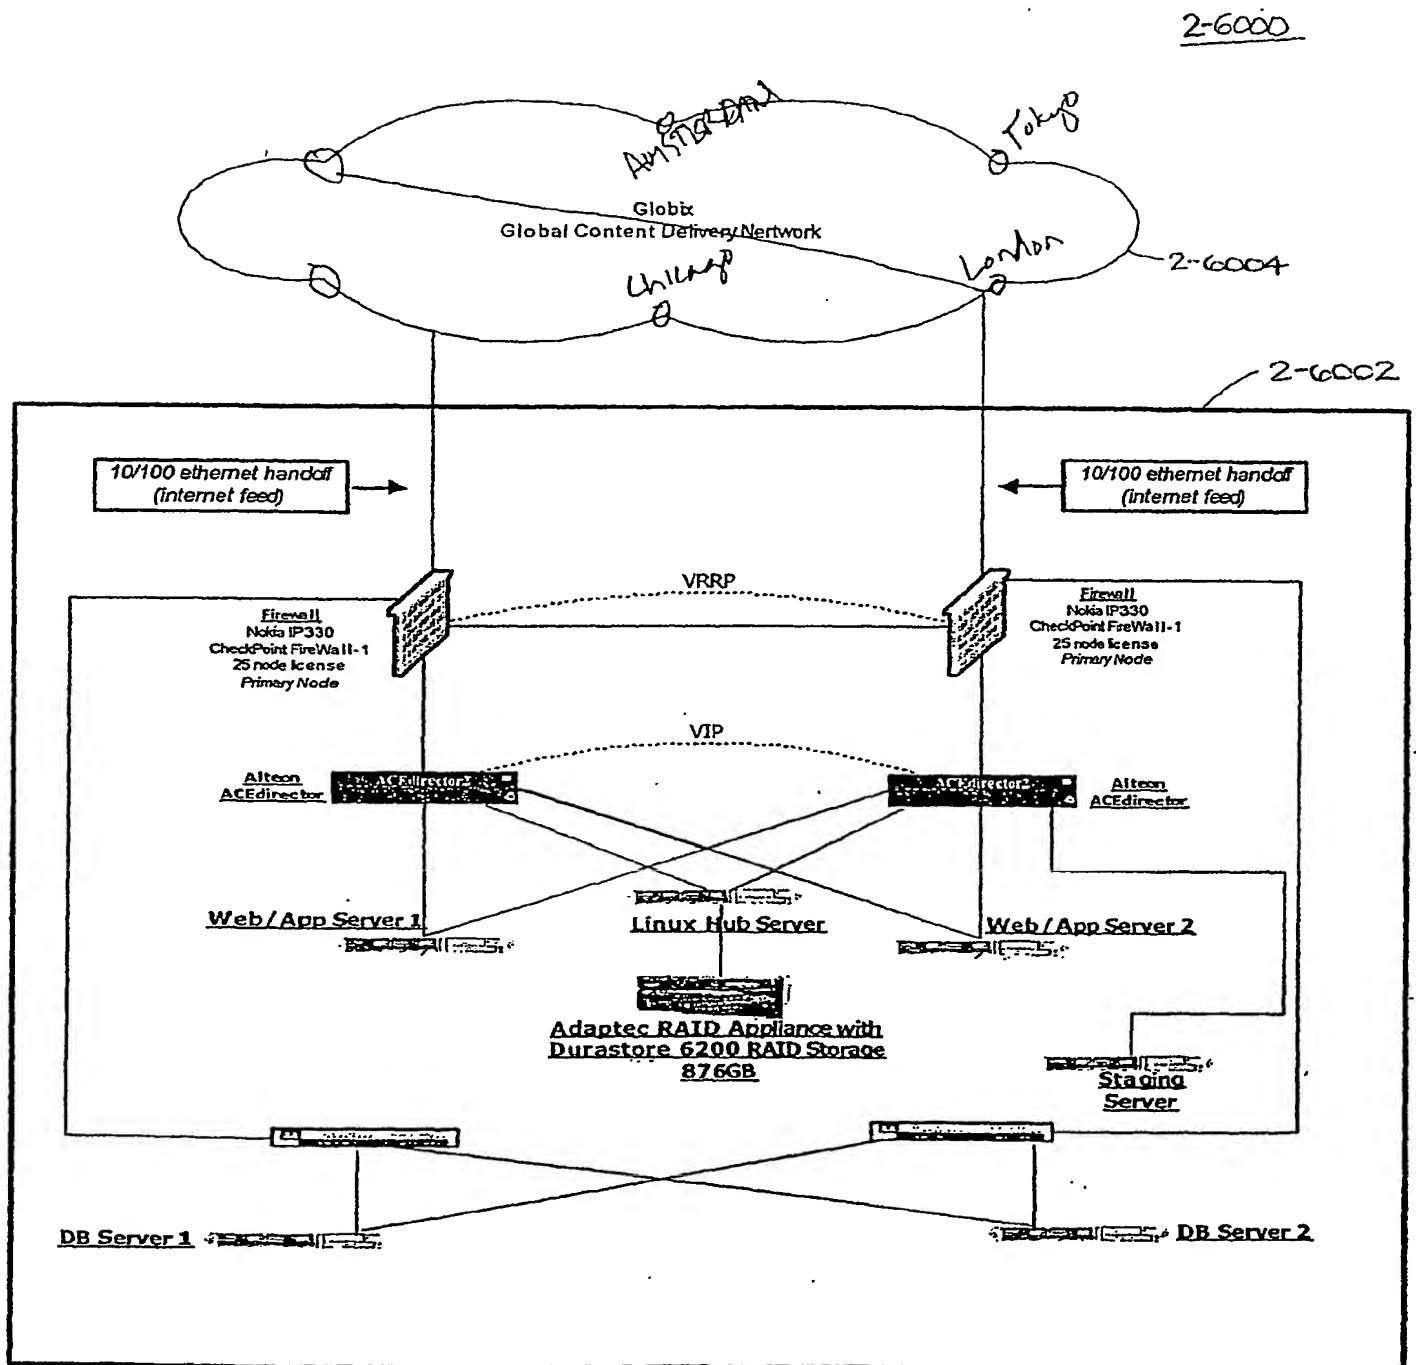 2-6000
AMSTERDAM
Tokyo
Globix
Global Content Delivery Nertwork
London
2-6004
Chicago
2-6002
10/100 ethernet handoff
(internet feed)
10/100 ethernet handoff
(internet feed)
VRRP
Firewall
Nokia IP330
CheckPoint FireWall-1
25 node license
Primary Node
Firewall
Nokia IP330
CheckPoint FireWall-1
25 node license
Primary Node
VIP
Alteon
ACEdirector
ACEdirector
ACEdirector
Alteon
ACEdirector
Web/App Server 1
Linux Hub Server
Web/App Server 2
Adaptec RAID Appliance with
Durastore 6200 RAID Storage
876GB
Staging
Server
DB Server 1
DB Server 2